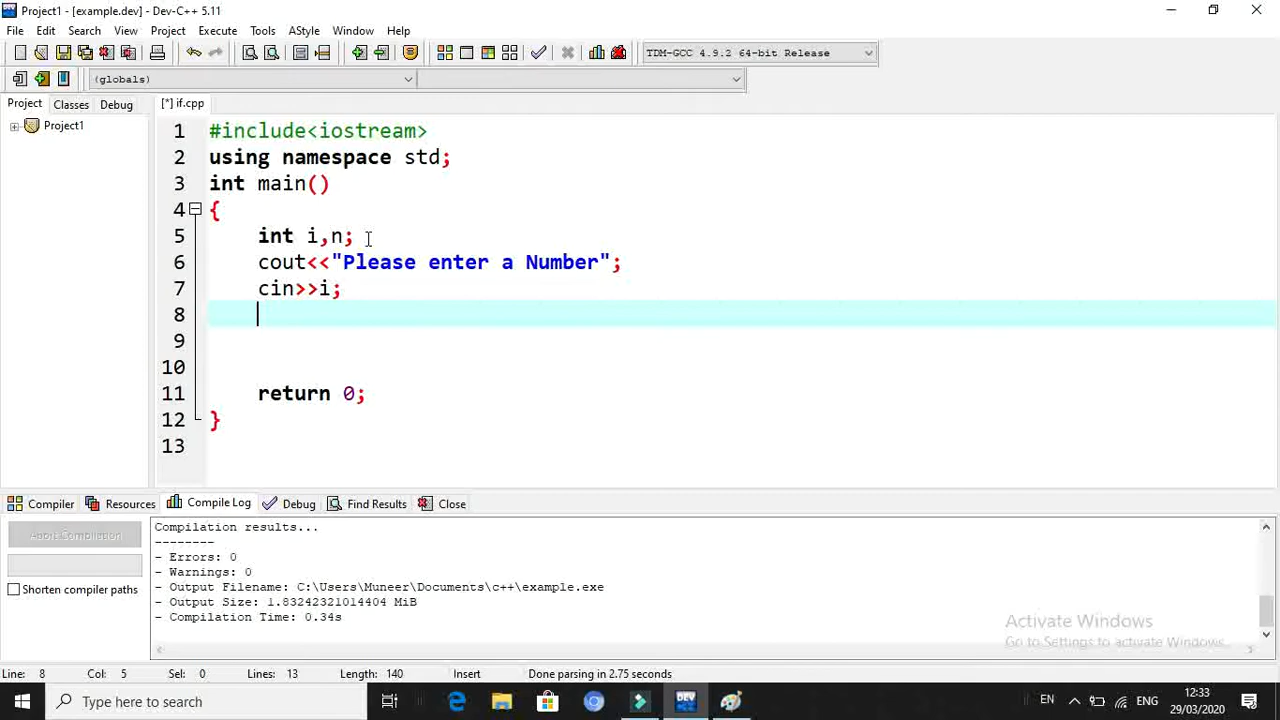 Project1 - [example.dev] - Dev-C++ 5.11
File Edit Search View Project Execute Tools AStyle Window Help
TDM-GCC 4.9.2 64-bit Release
(globals)
Project Classes Debug [*] if.cpp
Project1
1 #include<iostream>
2 using namespace std;
3 int main()
4 {
5 int i,n;
6 cout<<"Please enter a Number";
7 cin>>i;
8
9
10
11 return 0;
12 }
13
Compiler Resources Compile Log Debug Find Results Close
Abort Compilation
Shorten compiler paths
Compilation results...
--------
- Errors: 0
- Warnings: 0
- Output Filename: C:\Users\Muneer\Documents\c++\example.exe
- Output Size: 1.83242321014404 MiB
- Compilation Time: 0.34s
Activate Windows
Go to Settings to activate Windows.
Line: 8 Col: 5 Sel: 0 Lines: 13 Length: 140 Insert Done parsing in 2.75 seconds
Type here to search
DEV
EN ENG
12:33
29/03/2020